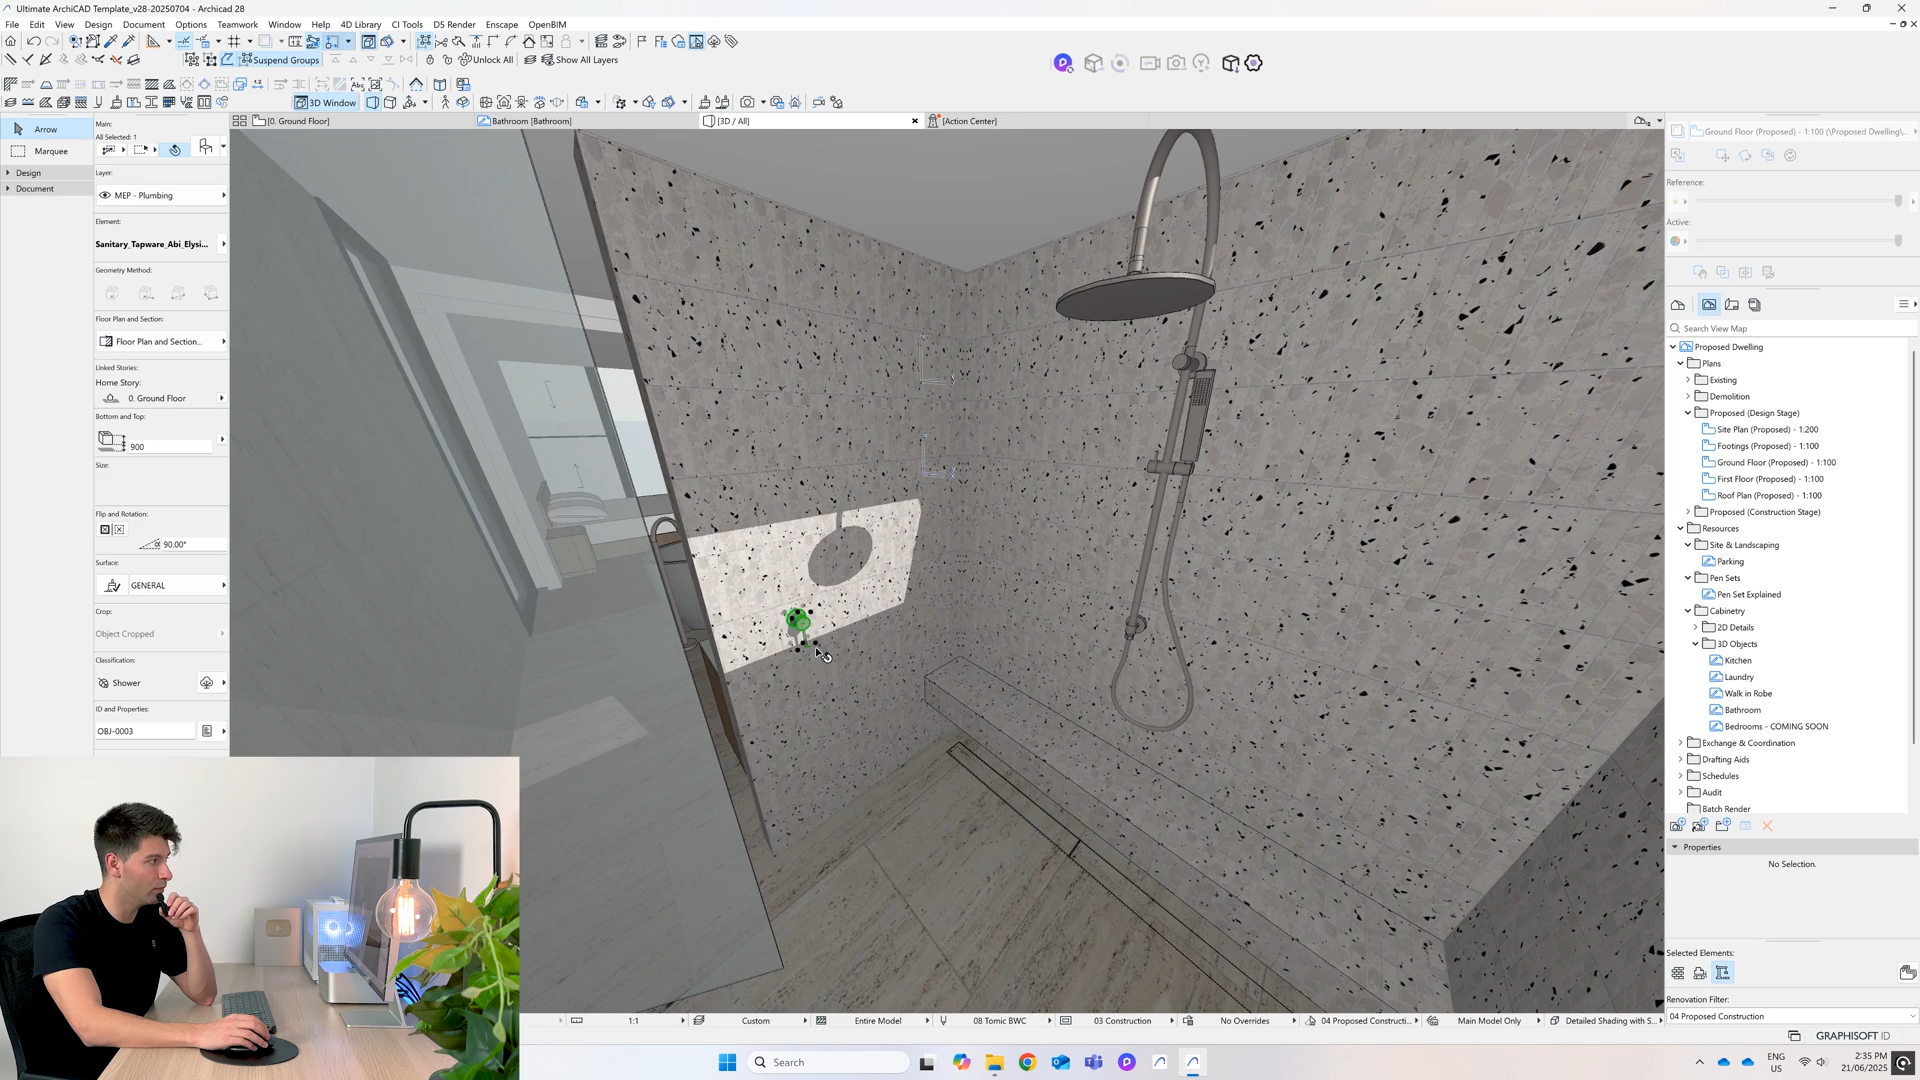 Ultimate ArchiCAD Template_v28-20250704 - Archicad 28
File Edit View Design Document Options Teamwork Window Help 4D Library CI Tools D5 Render Enscape OpenBIM
Suspend Groups
Unlock All
Show All Layers
3D Window
[0. Ground Floor]
Bathroom [Bathroom]
[3D / All]
[Action Center]
Arrow
Marquee
Design
Document
Main:
All Selected: 1
Layer:
MEP - Plumbing
Element:
Sanitary_Tapware_Abi_Elysi...
Geometry Method:
Floor Plan and Section:
Floor Plan and Section...
Linked Stories:
Home Story:
0. Ground Floor
Bottom and Top:
900
Size:
Flip and Rotation:
90.00°
Surface:
GENERAL
Crop:
Object Cropped
Classification:
Shower
ID and Properties:
OBJ-0003
Ground Floor (Proposed) - 1:100 (\Proposed Dwelling\...
Reference:
Active:
Search View Map
Proposed Dwelling
Plans
Existing
Demolition
Proposed (Design Stage)
Site Plan (Proposed) - 1:200
Footings (Proposed) - 1:100
Ground Floor (Proposed) - 1:100
First Floor (Proposed) - 1:100
Roof Plan (Proposed) - 1:100
Proposed (Construction Stage)
Resources
Site & Landscaping
Parking
Pen Sets
Pen Set Explained
Cabinetry
2D Details
3D Objects
Kitchen
Laundry
Walk in Robe
Bathroom
Bedrooms - COMING SOON
Exchange & Coordination
Drafting Aids
Schedules
Audit
Batch Render
Properties
No Selection.
Selected Elements:
Renovation Filter:
04 Proposed Construction
1:1
Custom
Entire Model
08 Tomic BWC
03 Construction
No Overrides
04 Proposed Constructi...
Main Model Only
Detailed Shading with S...
GRAPHISOFT ID
Search
ENG
US
2:35 PM
21/06/2025